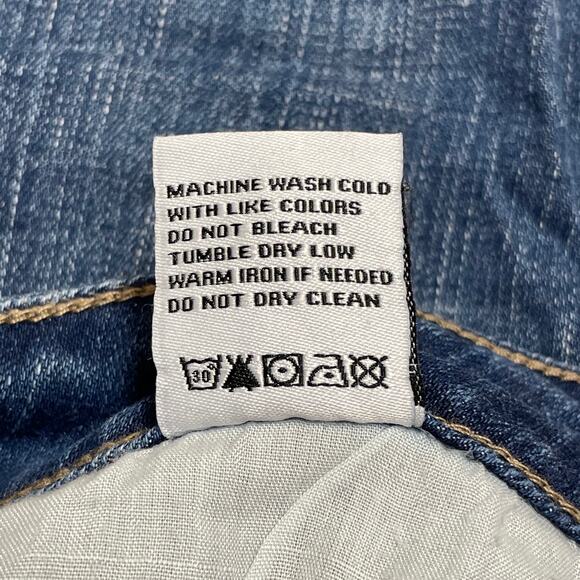 MACHINE WASH COLD
WITH LIKE COLORS
DO NOT BLEACH
TUMBLE DRY LOW
WARM IRON IF NEEDED
DO NOT DRY CLEAN
30°